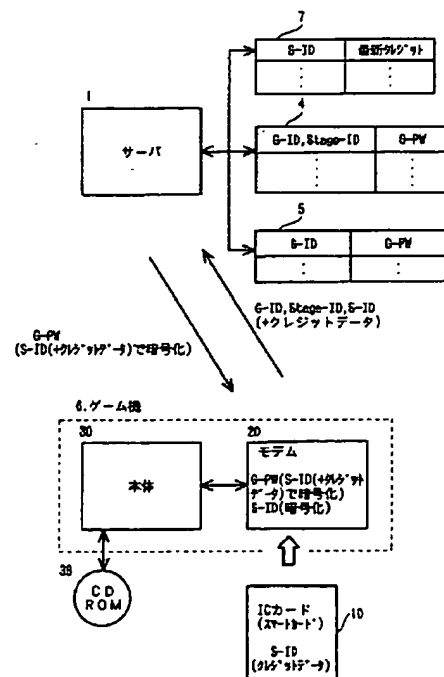 7
S-ID 最新クレジット
⋮ ⋮
1
サーバ
4
G-ID,Stage-ID G-PW
⋮ ⋮
5
S-ID G-PW
⋮ ⋮
G-PW
(S-ID(+クレジットデータ)で暗号化)
G-ID,Stage-ID,S-ID
(+クレジットデータ)
6.ゲーム機
30
本体
20
モデム
G-PW(S-ID(+クレジット
データ)で暗号化)
S-ID(暗号化)
38
CD
ROM
10
ICカード
(スマートカード)
S-ID
(クレジットデータ)